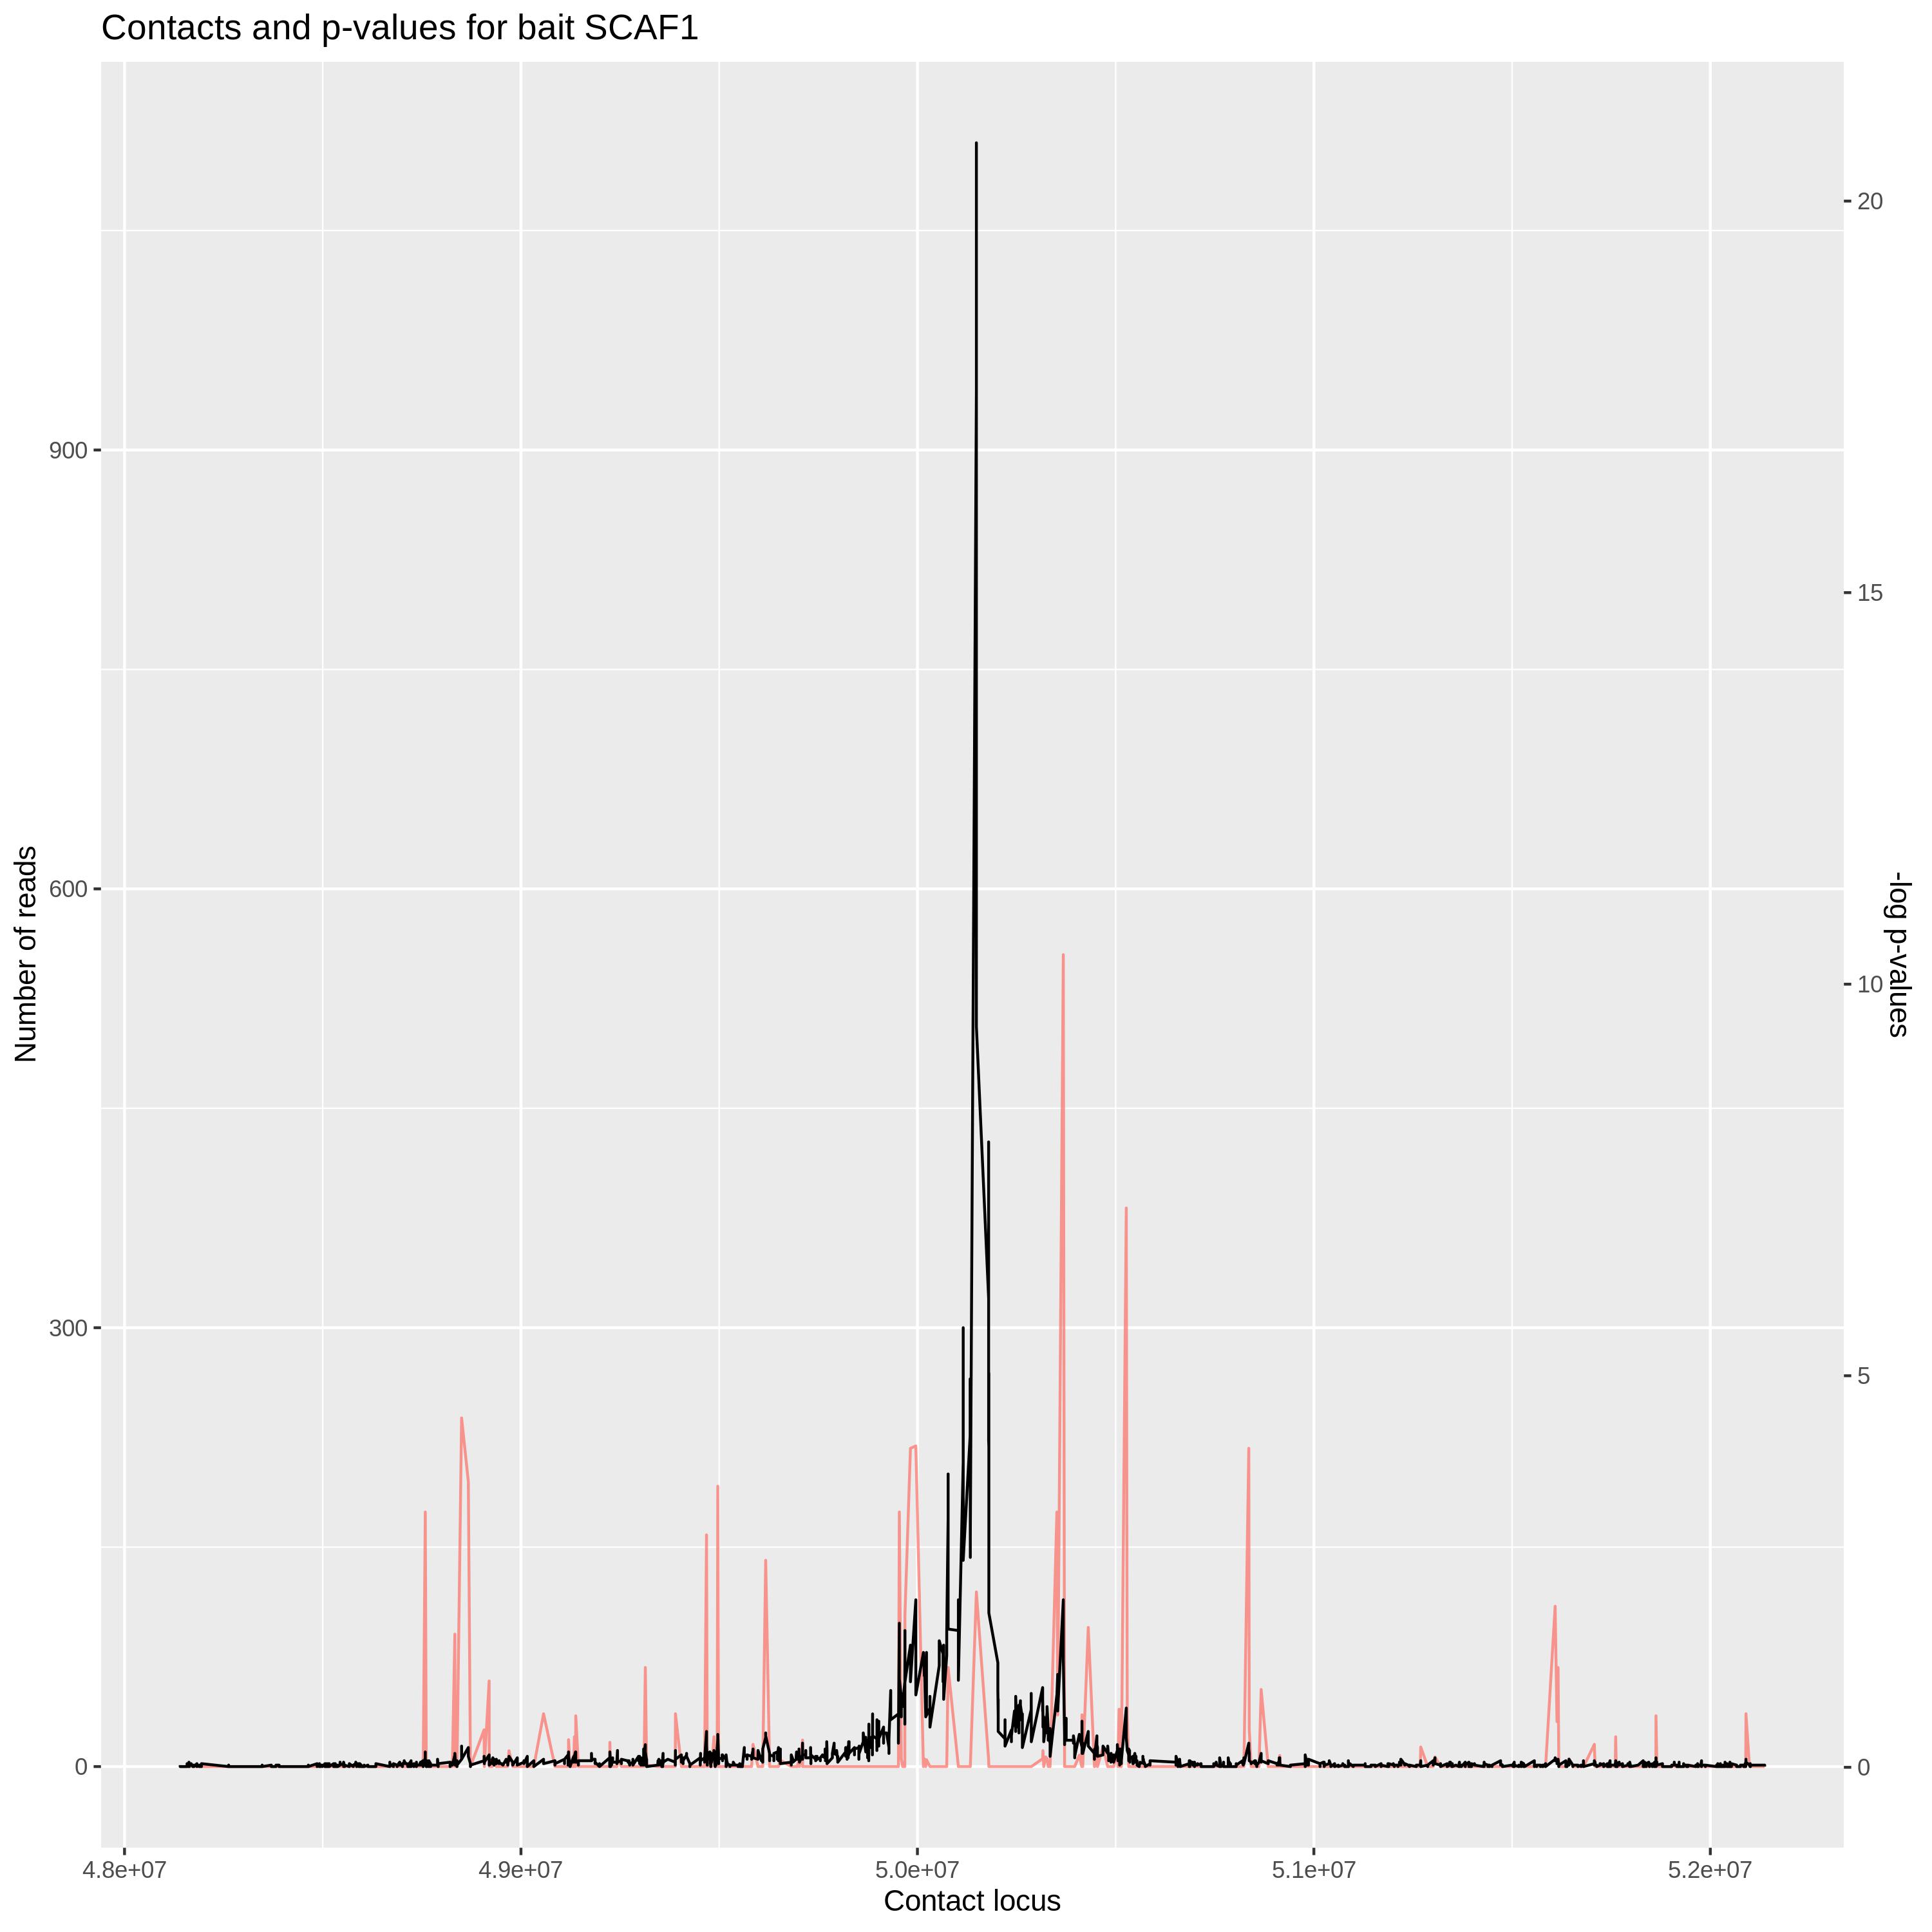 Contacts and p-values for bait SCAF1
Number of reads
900
600
300
0
20
15
10
5
0
-log p-values
4.8e+07
4.9e+07
5.0e+07
5.1e+07
5.2e+07
Contact locus